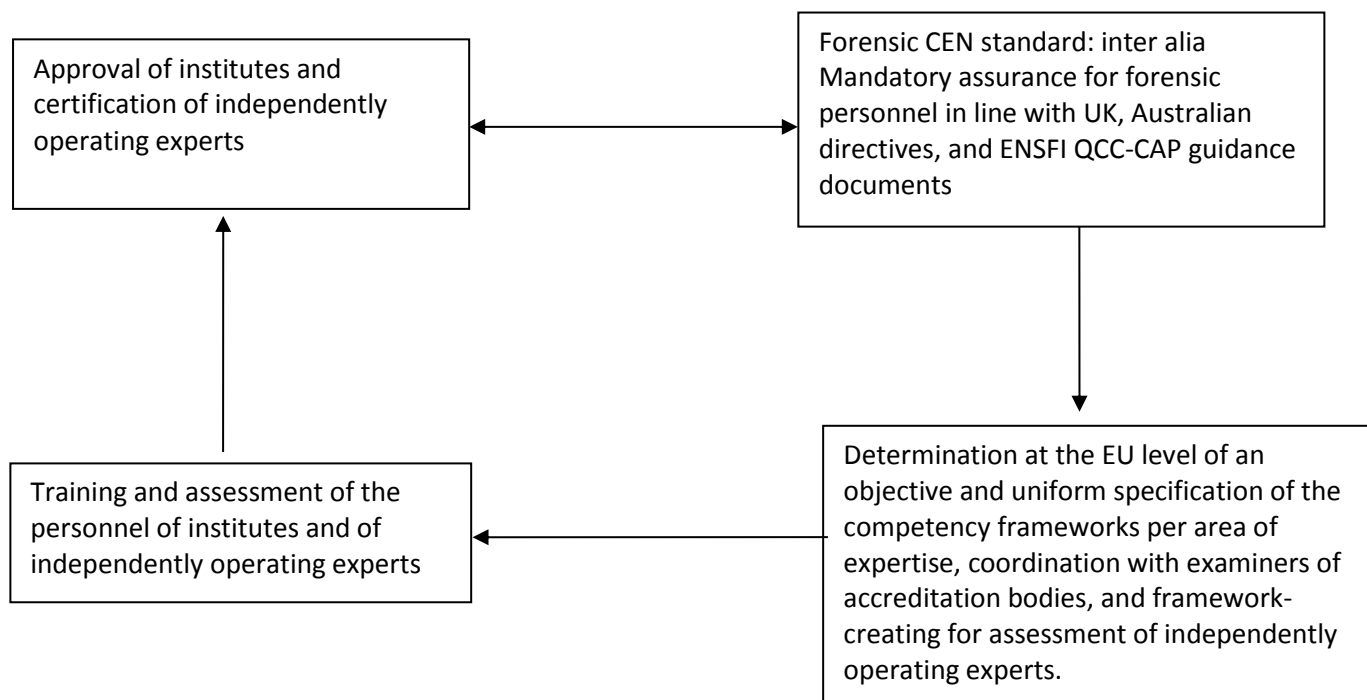 Approval of institutes and
certification of independently
operating experts
Forensic CEN standard: inter alia
Mandatory assurance for forensic
personnel in line with UK, Australian
directives, and ENSFI QCC-CAP guidance
documents
Training and assessment of the
personnel of institutes and of
independently operating experts
Determination at the EU level of an
objective and uniform specification of the
competency frameworks per area of
expertise, coordination with examiners of
accreditation bodies, and framework-
creating for assessment of independently
operating experts.